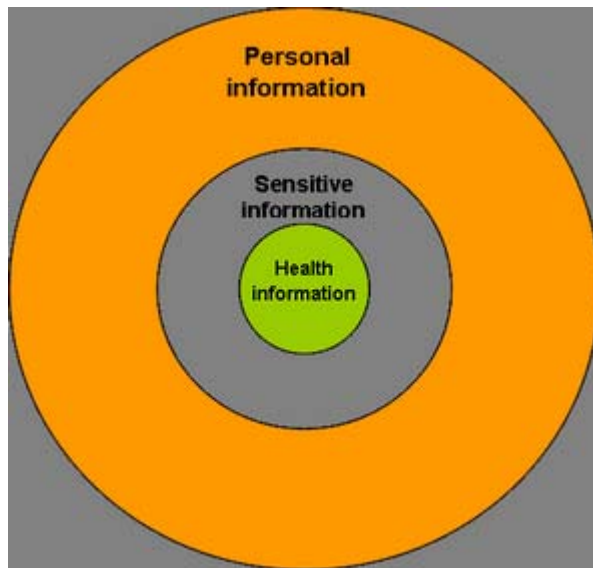 Personal
information
Sensitive
information
Health
information